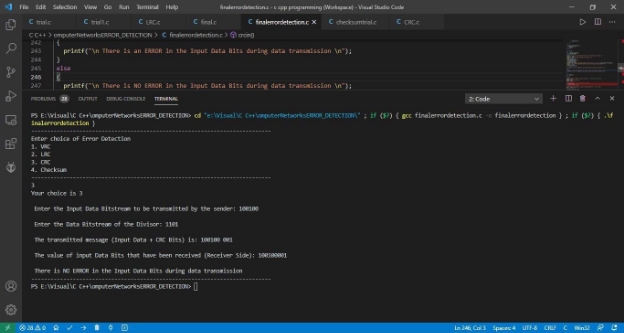 File Edit Selection View Go Run Terminal Help
finalerrordetection.c - c cpp programming (Workspace) - Visual Studio Code
trial.c trial1.c LRC.c final.c finalerrordetection.c checksumtrial.c CRC.c
C C++ > omputerNetworksERROR_DETECTION > C finalerrordetection.c > crc()
242 {
243 printf("\n There is an ERROR in the Input Data Bits during data transmission \n");
244 }
245 else
246 {
247 printf("\n There is NO ERROR in the Input Data Bits during data transmission \n");
PROBLEMS 28 OUTPUT DEBUG CONSOLE TERMINAL
2: Code
PS E:\Visual\C C++\omputerNetworksERROR_DETECTION> cd "e:\Visual\C C++\omputerNetworksERROR_DETECTION\" ; if ($?) { gcc finalerrordetection.c -o finalerrordetection } ; if ($?) { .\f
inalerrordetection }
Enter choice of Error Detection
1. VRC
2. LRC
3. CRC
4. Checksum
3
Your choice is 3
Enter the Input Data Bitstream to be transmitted by the sender: 100100
Enter the Data Bitstream of the Divisor: 1101
The transmitted message (Input Data + CRC Bits) is: 100100 001
The value of input Data Bits that have been received (Receiver Side): 100100001
There is NO ERROR in the Input Data Bits during data transmission
PS E:\Visual\C C++\omputerNetworksERROR_DETECTION>
28 0
Ln 246, Col 3 Spaces: 4 UTF-8 CRLF C Win32